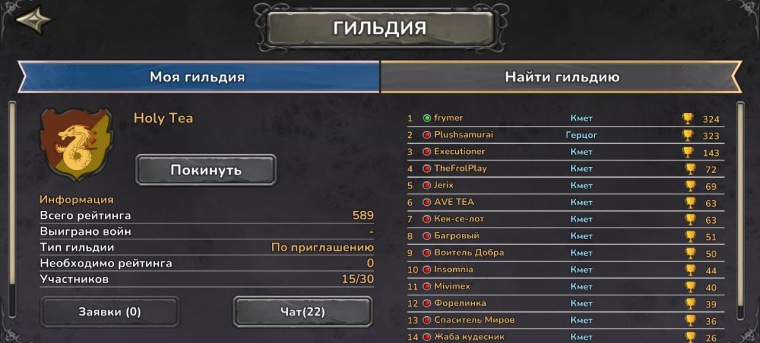 ГИЛЬДИЯ
Моя гильдия
Найти гильдию
Holy Tea
Покинуть
Информация
Всего рейтинга 589
Выиграно войн -
Тип гильдии По приглашению
Необходимо рейтинга 0
Участников 15/30
Заявки (0)
Чат(22)
1 frymer Кмет 324
2 Plushsamurai Герцог 323
3 Executioner Кмет 143
4 TheFrolPlay Кмет 72
5 Jerix Кмет 69
6 AVE TEA Кмет 63
7 Кек-се-лот Кмет 63
8 Багровый Кмет 51
9 Воитель Добра Кмет 50
10 Insomnia Кмет 44
11 Mivimex Кмет 40
12 Форелинка Кмет 39
13 Спаситель Миров Кмет 36
14 Жаба кудесник Кмет 26